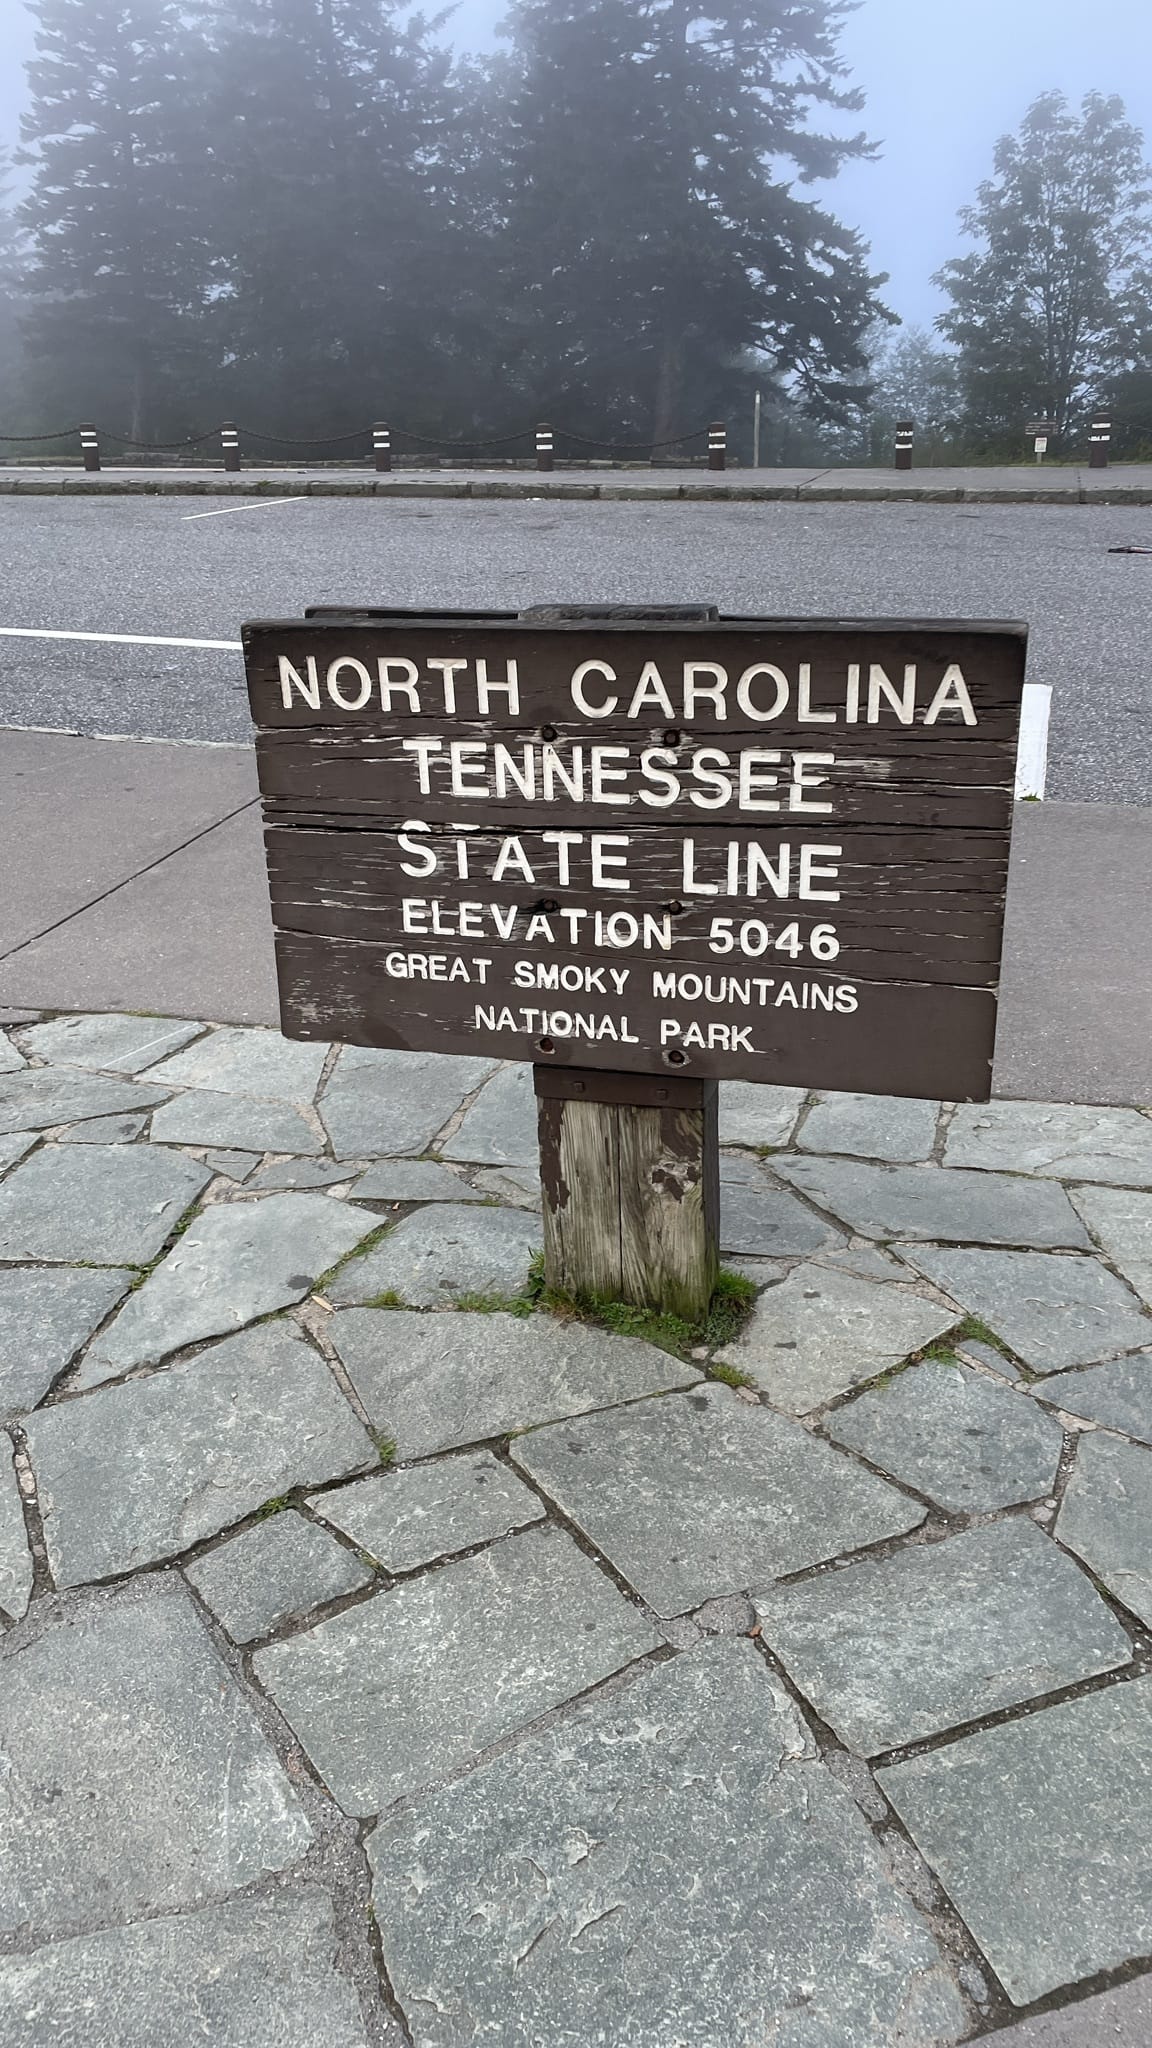 NORTH CAROLINA
TENNESSEE
STATE LINE
ELEVATION 5046
GREAT SMOKY MOUNTAINS
NATIONAL PARK